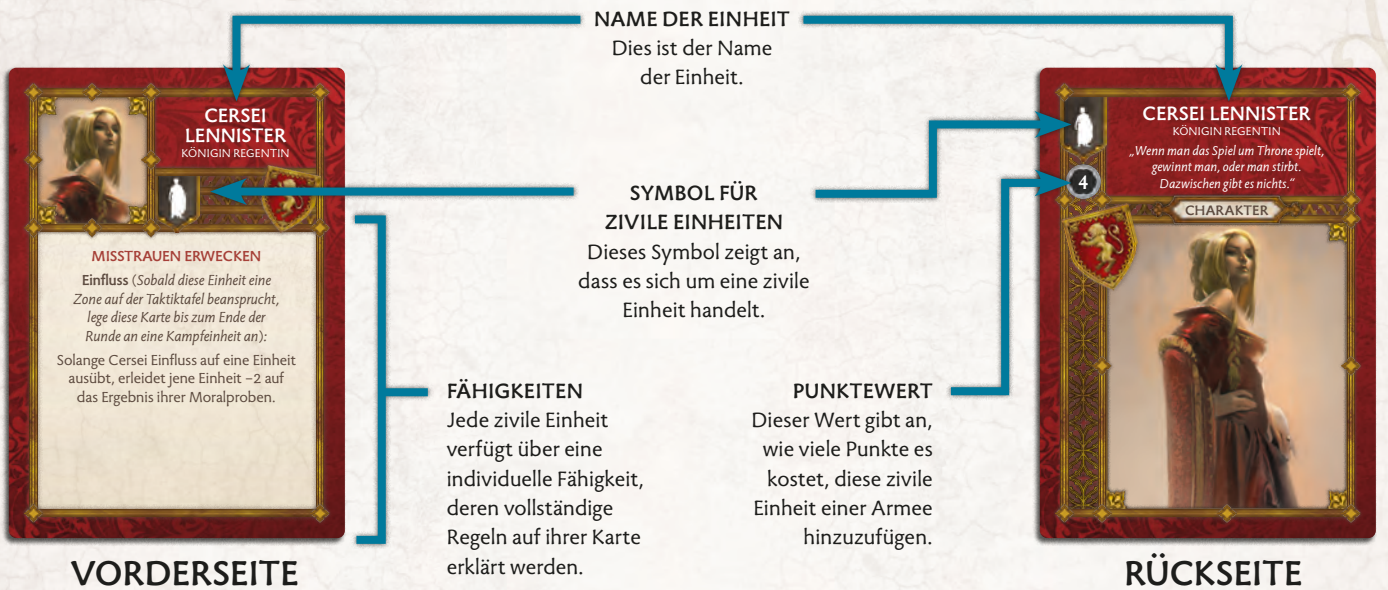 NAME DER EINHEIT
Dies ist der Name
der Einheit.
CERSEI
LENNISTER
KÖNIGIN REGENTIN
MISSTRAUEN ERWECKEN
Einfluss (Sobald diese Einheit eine
Zone auf der Taktiktafel beansprucht,
lege diese Karte bis zum Ende der
Runde an eine Kampfeinheit an):
Solange Cersei Einfluss auf eine Einheit
ausübt, erleidet jene Einheit –2 auf
das Ergebnis ihrer Moralproben.
VORDERSEITE
SYMBOL FÜR
ZIVILE EINHEITEN
Dieses Symbol zeigt an,
dass es sich um eine zivile
Einheit handelt.
FÄHIGKEITEN
Jede zivile Einheit
verfügt über eine
individuelle Fähigkeit,
deren vollständige
Regeln auf ihrer Karte
erklärt werden.
PUNKTEWERT
Dieser Wert gibt an,
wie viele Punkte es
kostet, diese zivile
Einheit einer Armee
hinzuzufügen.
CERSEI LENNISTER
KÖNIGIN REGENTIN
„Wenn man das Spiel um Throne spielt,
gewinnt man, oder man stirbt.
Dazwischen gibt es nichts.“
4
CHARAKTER
RÜCKSEITE